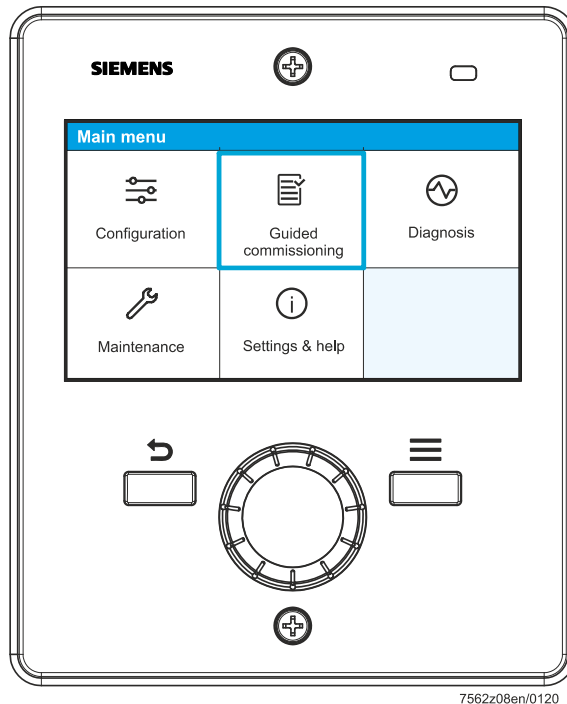 SIEMENS
Main menu
Configuration
Guided
commissioning
Diagnosis
Maintenance
Settings & help
7562z08en/0120